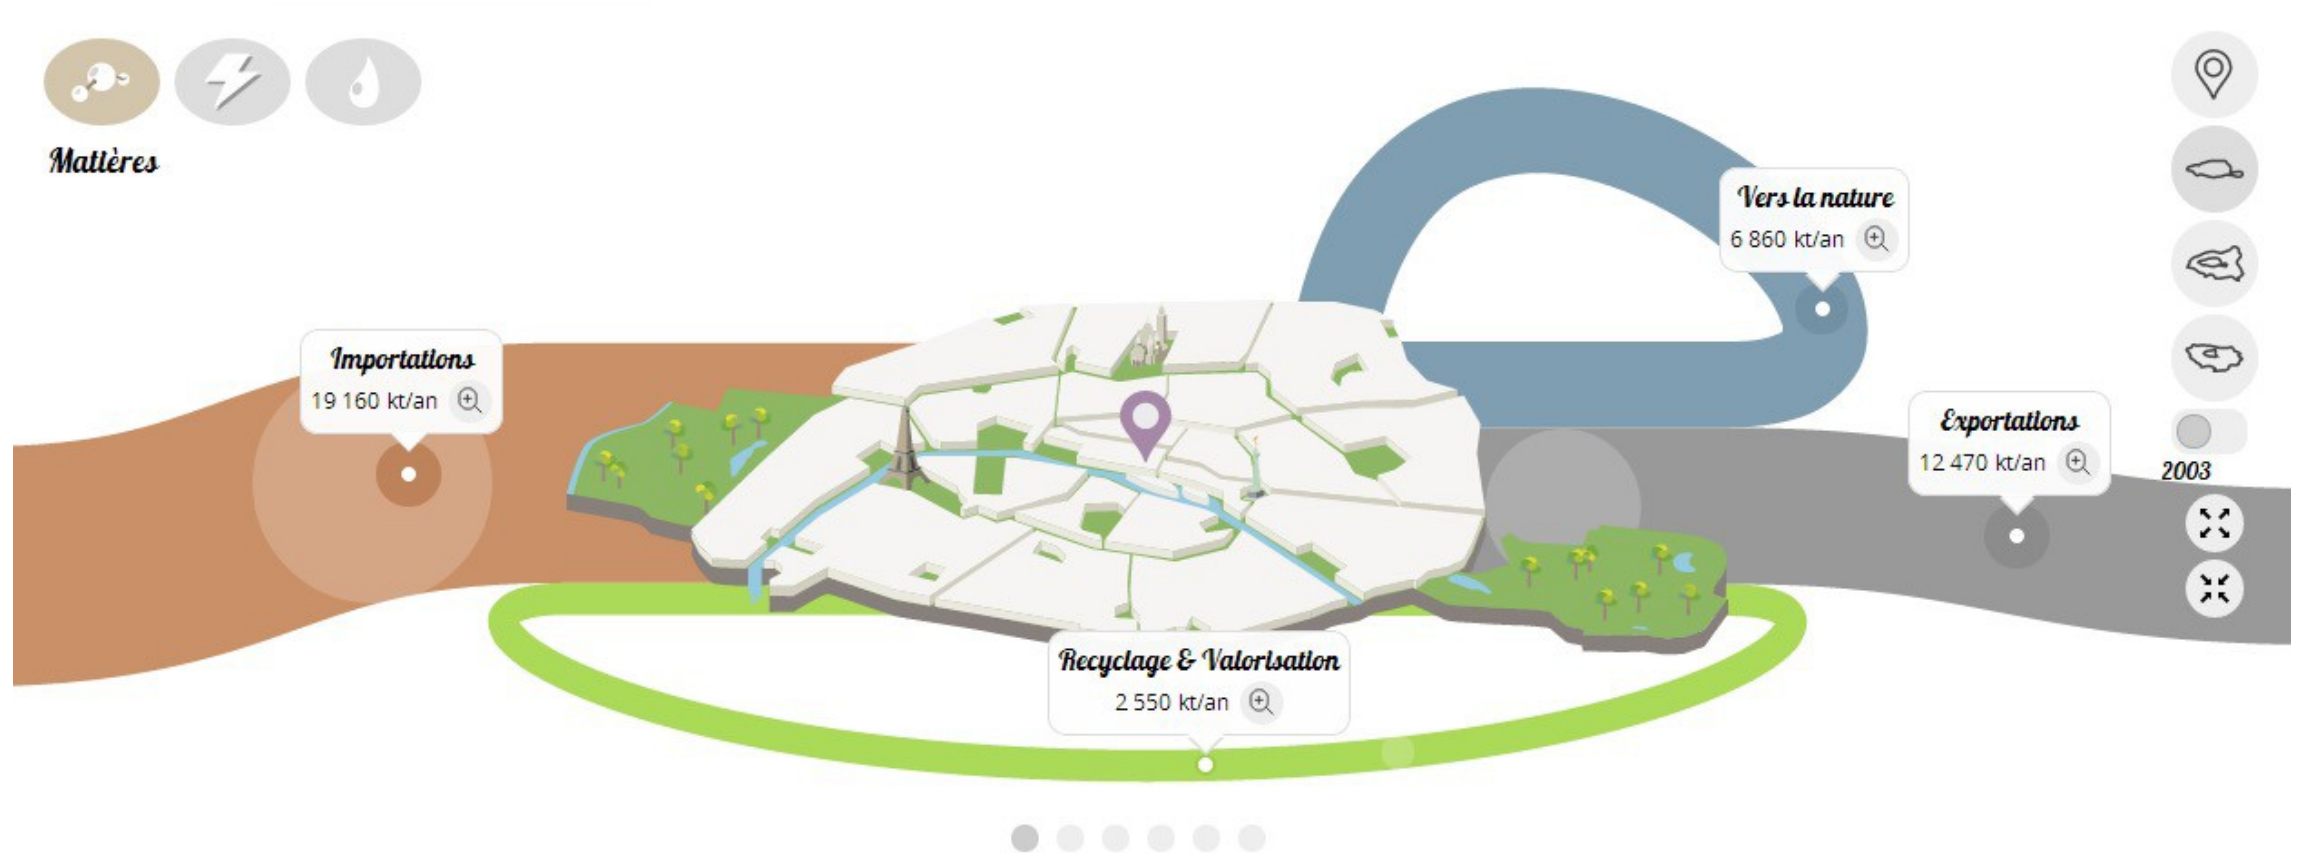 Matières
Vers la nature
6 860 kt/an
Importations
19 160 kt/an
Exportations
12 470 kt/an
2003
Recyclage & Valorisation
2 550 kt/an